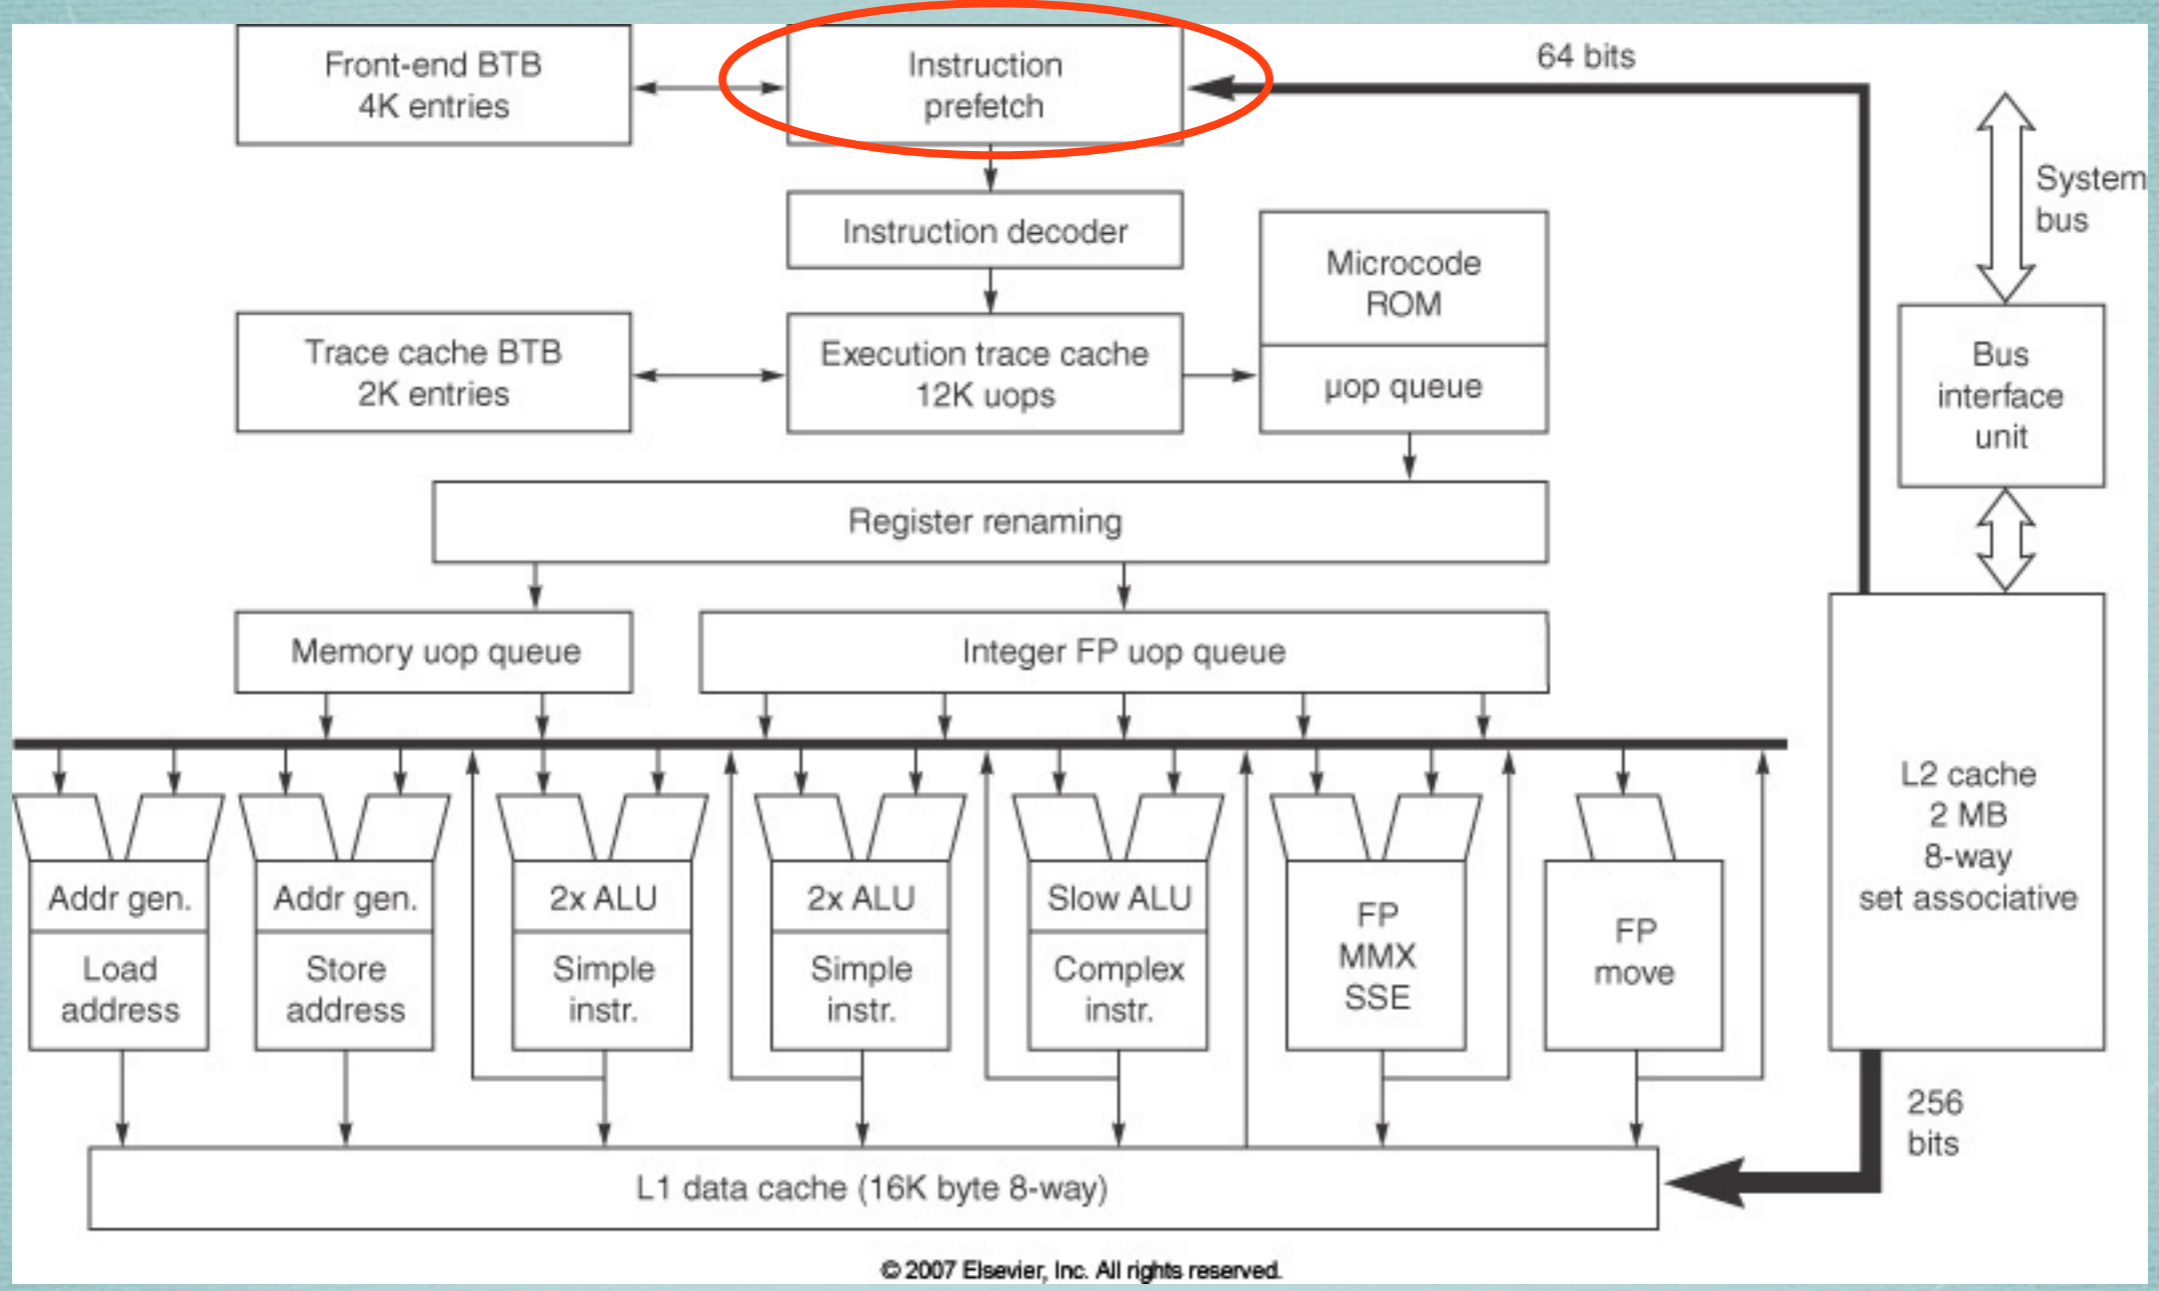 Front-end BTB
4K entries
Instruction
prefetch
64 bits
System
bus
Instruction decoder
Microcode
ROM
Trace cache BTB
2K entries
Execution trace cache
12K uops
µop queue
Bus
interface
unit
Register renaming
Memory uop queue
Integer FP uop queue
L2 cache
2 MB
8-way
set associative
Addr gen.
Load
address
Addr gen.
Store
address
2x ALU
Simple
instr.
2x ALU
Simple
instr.
Slow ALU
Complex
instr.
FP
MMX
SSE
FP
move
256
bits
L1 data cache (16K byte 8-way)
© 2007 Elsevier, Inc. All rights reserved.